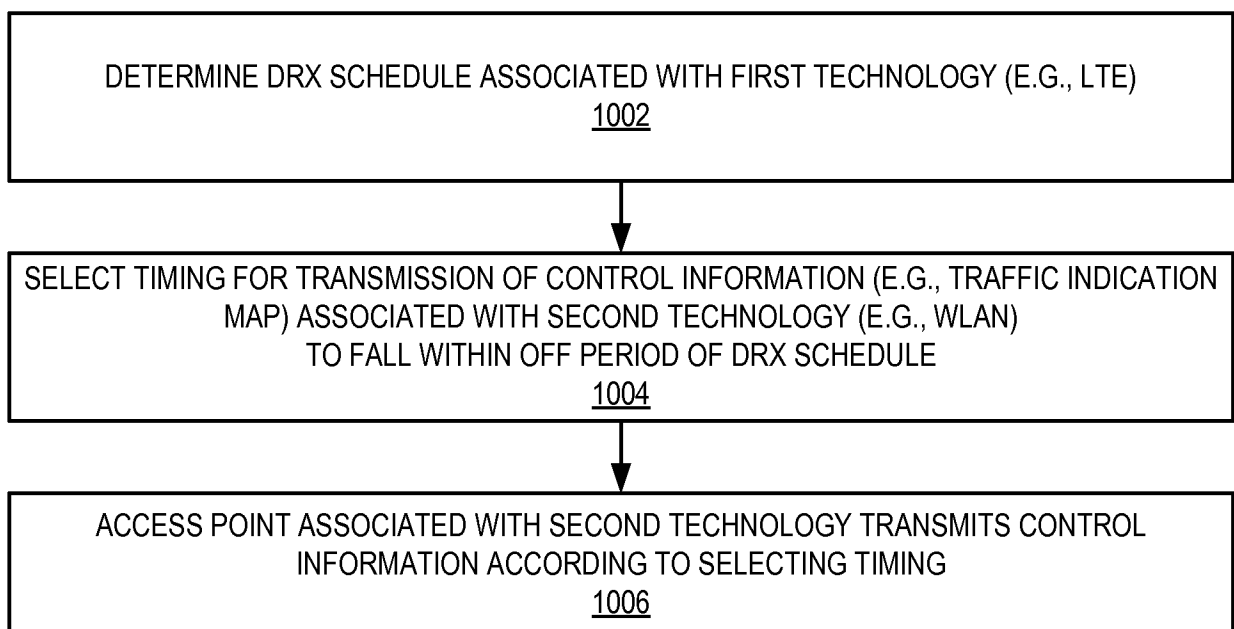 DETERMINE DRX SCHEDULE ASSOCIATED WITH FIRST TECHNOLOGY (E.G., LTE)
1002
SELECT TIMING FOR TRANSMISSION OF CONTROL INFORMATION (E.G., TRAFFIC INDICATION
MAP) ASSOCIATED WITH SECOND TECHNOLOGY (E.G., WLAN)
TO FALL WITHIN OFF PERIOD OF DRX SCHEDULE
1004
ACCESS POINT ASSOCIATED WITH SECOND TECHNOLOGY TRANSMITS CONTROL
INFORMATION ACCORDING TO SELECTING TIMING
1006